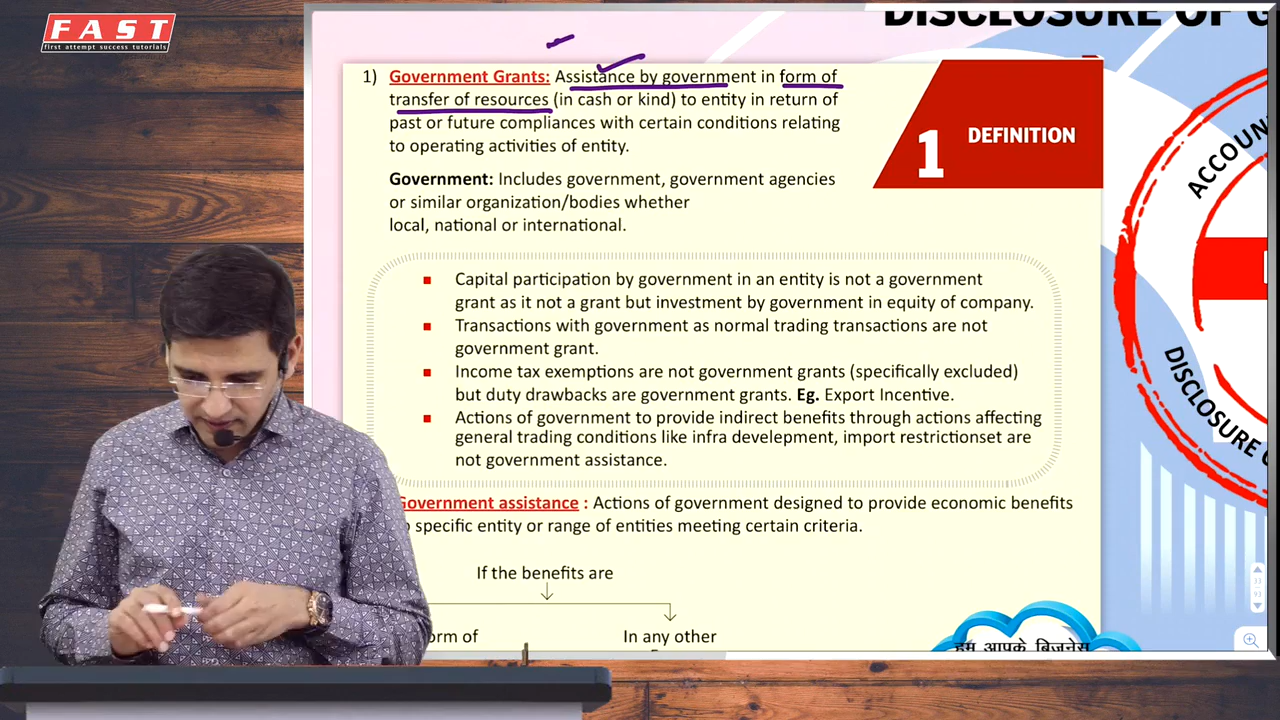 FAST
first attempt success tutorials
DISCLOSURE OF
1) Government Grants: Assistance by government in form of
transfer of resources (in cash or kind) to entity in return of
past or future compliances with certain conditions relating
to operating activities of entity.
1 DEFINITION
Government: Includes government, government agencies
or similar organization/bodies whether
local, national or international.
Capital participation by government in an entity is not a government
grant as it not a grant but investment by government in equity of company.
Transactions with government as normal trading transactions are not
government grant.
Income tax exemptions are not government grants (specifically excluded)
but duty drawbacks are government grants. Eg. Export Incentive.
Actions of government to provide indirect benefits through actions affecting
general trading conditions like infra development, import restrictionset are
not government assistance.
Government assistance : Actions of government designed to provide economic benefits
specific entity or range of entities meeting certain criteria.
If the benefits are
orm of
In any other
हम आपके बिज़नेस
ACCOUN
DISCLOSURE